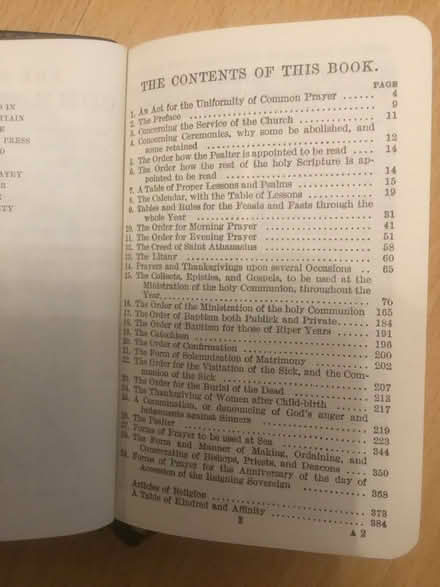 D IN
RTAIN
E
PRESS
D
VEY
R
E
ETY
THE CONTENTS OF THIS BOOK.
PAGE
1. An Act for the Uniformity of Common Prayer ...... 4
2. The Preface ...... 9
3. Concerning the Service of the Church ...... 11
4. Concerning Ceremonies, why some be abolished, and
some retained ...... 12
5. The Order how the Psalter is appointed to be read .... 14
6. The Order how the rest of the holy Scripture is ap-
pointed to be read ...... 14
7. A Table of Proper Lessons and Psalms ...... 15
8. The Calendar, with the Table of Lessons ...... 19
9. Tables and Rules for the Feasts and Fasts through the
whole Year ...... 31
10. The Order for Morning Prayer ...... 41
11. The Order for Evening Prayer ...... 51
12. The Creed of Saint Athanasius ...... 58
13. The Litany ...... 60
14. Prayers and Thanksgivings upon several Occasions .. 65
15. The Collects, Epistles, and Gospels, to be used at the
Ministration of the holy Communion, throughout the
Year ...... 76
16. The Order of the Ministration of the holy Communion 165
17. The Order of Baptism both Publick and Private ...... 184
18. The Order of Baptism for those of Riper Years ...... 191
19. The Catechism ...... 196
20. The Order of Confirmation ...... 200
21. The Form of Solemnization of Matrimony ...... 202
22. The Order for the Visitation of the Sick, and the Com-
munion of the Sick ...... 207
23. The Order for the Burial of the Dead ...... 213
24. The Thanksgiving of Women after Child-birth ...... 217
25. A Commination, or denouncing of God's anger and
judgements against Sinners ...... 219
26. The Psalter ...... 223
27. Forms of Prayer to be used at Sea ...... 344
28. The Form and Manner of Making, Ordaining, and
Consecrating of Bishops, Priests, and Deacons .... 350
29. Forms of Prayer for the Anniversary of the day of
Accession of the Reigning Sovereign ...... 368
Articles of Religion ...... 373
A Table of Kindred and Affinity ...... 384
3 A 2